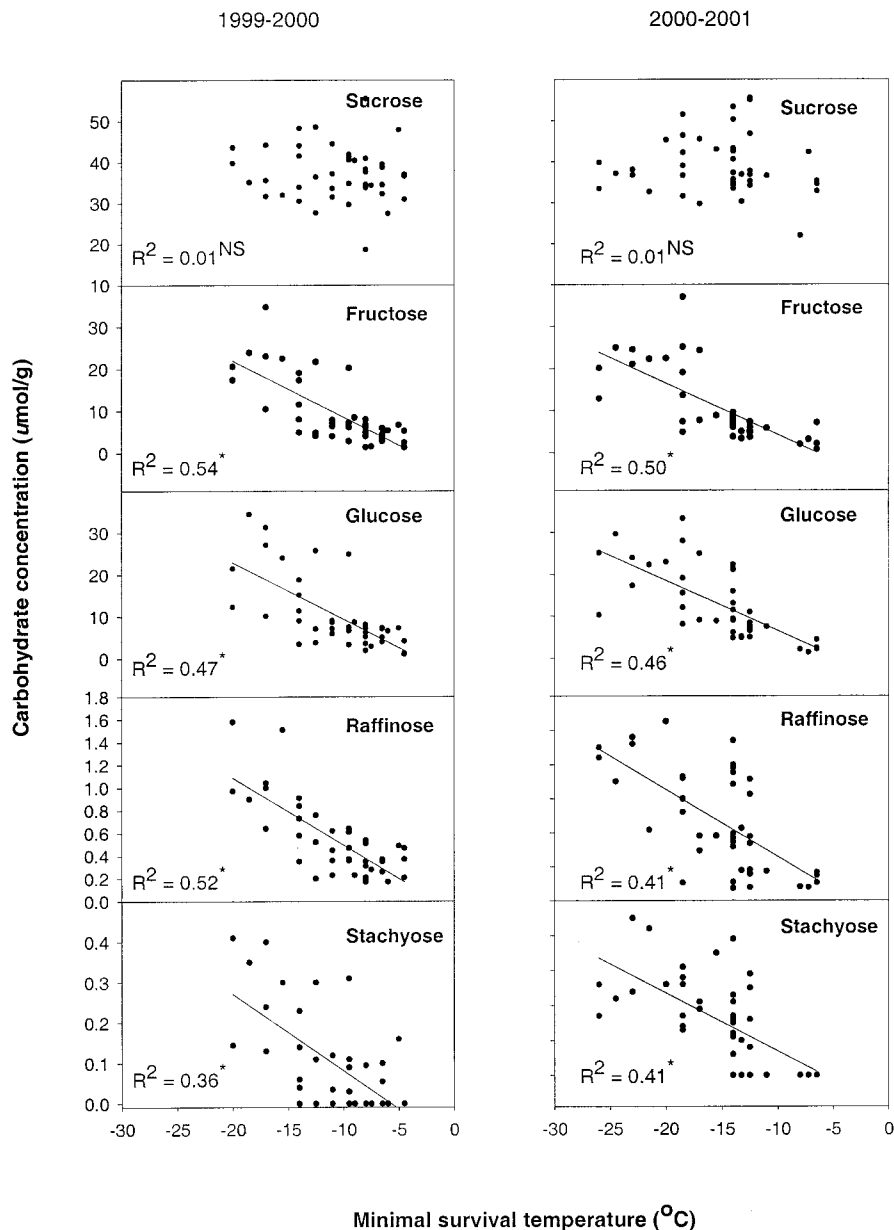 1999-2000
2000-2001
Carbohydrate concentration (umol/g)
Sucrose
50
40
30
20
10
R² = 0.01 NS
Sucrose
R² = 0.01 NS
Fructose
30
20
10
0
R² = 0.54*
Fructose
R² = 0.50*
Glucose
30
20
10
0
R² = 0.47*
Glucose
R² = 0.46*
1.8
Raffinose
1.6
1.4
1.2
1.0
0.8
0.6
0.4
0.2
0.0
R² = 0.52*
Raffinose
R² = 0.41*
Stachyose
0.4
0.3
0.2
0.1
0.0
R² = 0.36*
Stachyose
R² = 0.41*
-30 -25 -20 -15 -10 -5 0
-30 -25 -20 -15 -10 -5 0
Minimal survival temperature (°C)